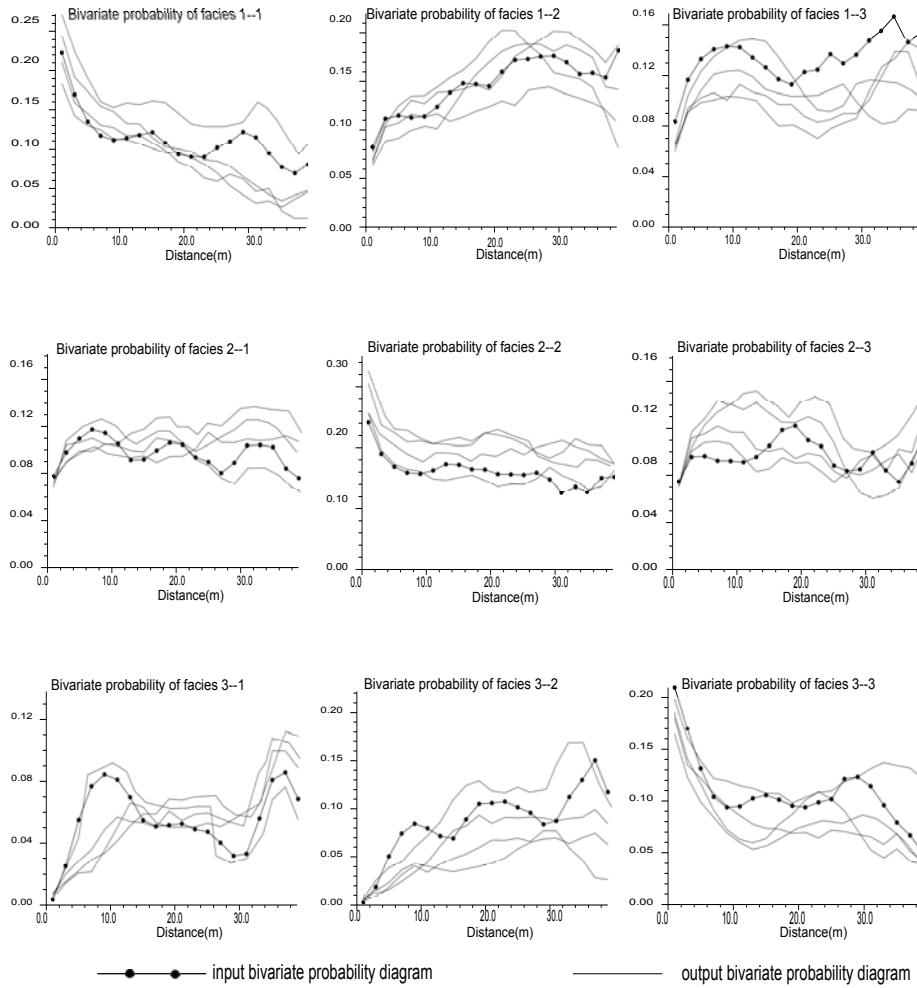 Bivariate probability of facies 1--1
0.25
0.20
0.15
0.10
0.05
0.00
0.0 10.0 20.0 30.0
Distance(m)
Bivariate probability of facies 1--2
0.20
0.15
0.10
0.05
0.00
0.0 10.0 20.0 30.0
Distance(m)
Bivariate probability of facies 1--3
0.16
0.12
0.08
0.04
0.00
0.0 10.0 20.0 30.0
Distance(m)
Bivariate probability of facies 2--1
0.16
0.12
0.08
0.04
0.00
0.0 10.0 20.0 30.0
Distance(m)
Bivariate probability of facies 2--2
0.30
0.20
0.10
0.00
0.0 10.0 20.0 30.0
Distance(m)
Bivariate probability of facies 2--3
0.16
0.12
0.08
0.04
0.00
0.0 10.0 20.0 30.0
Distance(m)
Bivariate probability of facies 3--1
0.12
0.08
0.04
0.00
0.0 10.0 20.0 30.0
Distance(m)
Bivariate probability of facies 3--2
0.20
0.15
0.10
0.05
0.00
0.0 10.0 20.0 30.0
Distance(m)
Bivariate probability of facies 3--3
0.20
0.15
0.10
0.05
0.00
0.0 10.0 20.0 30.0
Distance(m)
input bivariate probability diagram
output bivariate probability diagram